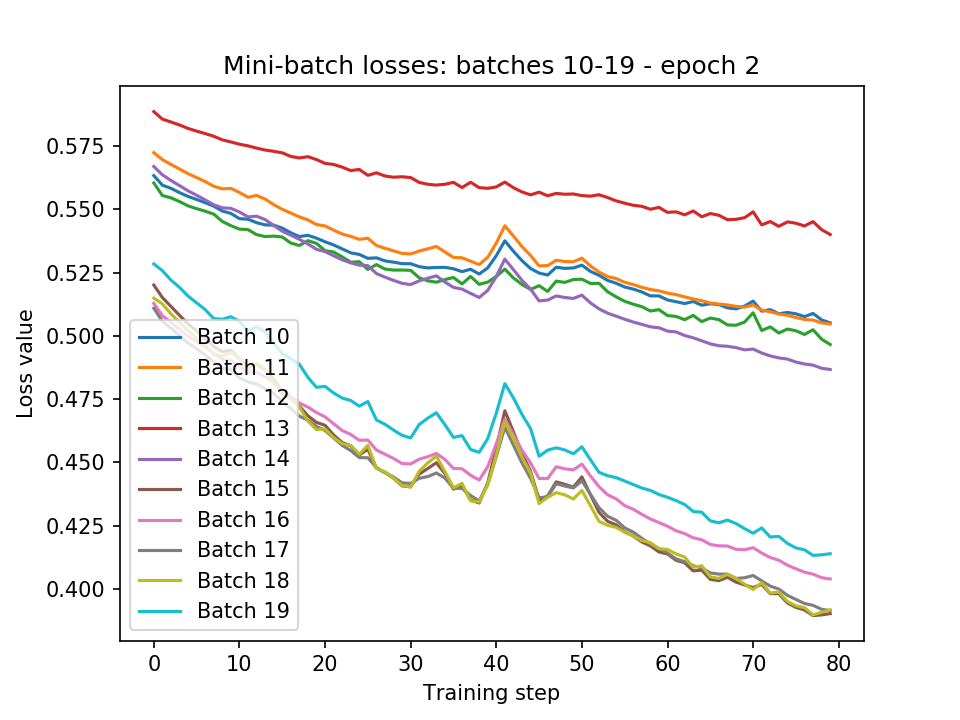 Mini-batch losses: batches 10-19 - epoch 2
0.575
0.550
0.525
0.500
0.475
0.450
0.425
0.400
Loss value
Batch 10
Batch 11
Batch 12
Batch 13
Batch 14
Batch 15
Batch 16
Batch 17
Batch 18
Batch 19
0 10 20 30 40 50 60 70 80
Training step